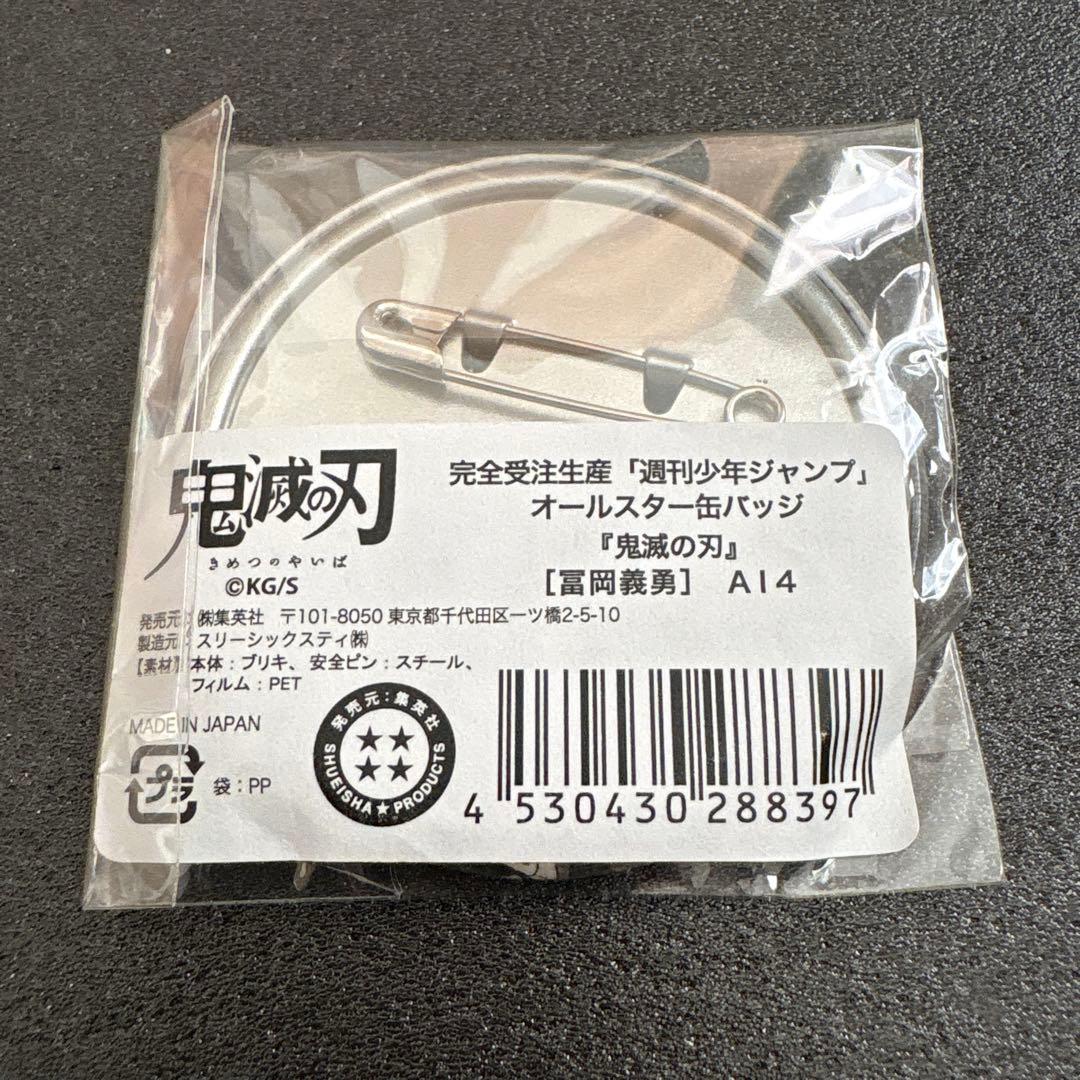 鬼滅の刃
きめつのやいば
©KG/S
完全受注生産「週刊少年ジャンプ」
オールスター缶バッジ
『鬼滅の刃』
［冨岡義勇］ A14
発売元：㈱集英社 〒101-8050 東京都千代田区一ツ橋2-5-10
製造元：スリーシックスティ㈱
【素材】本体：ブリキ、安全ピン：スチール、
フィルム：PET
MADE IN JAPAN
プラ
袋：PP
発売元：集英社
SHUEISHA★PRODUCTS
4 530430 288397